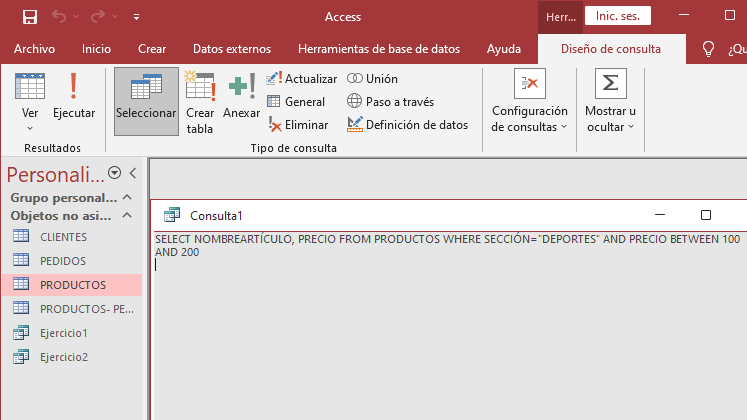 Access
Herr...
Inic. ses.
Archivo
Inicio
Crear
Datos externos
Herramientas de base de datos
Ayuda
Diseño de consulta
¿Qu
Ver
Ejecutar
Resultados
Seleccionar
Crear tabla
Anexar
Actualizar
General
Eliminar
Unión
Paso a través
Definición de datos
Tipo de consulta
Configuración
de consultas
Mostrar u
ocultar
Personali...
Grupo personal...
Objetos no asi...
CLIENTES
PEDIDOS
PRODUCTOS
PRODUCTOS- PE...
Ejercicio1
Ejercicio2
Consulta1
SELECT NOMBREARTÍCULO, PRECIO FROM PRODUCTOS WHERE SECCIÓN="DEPORTES" AND PRECIO BETWEEN 100
AND 200